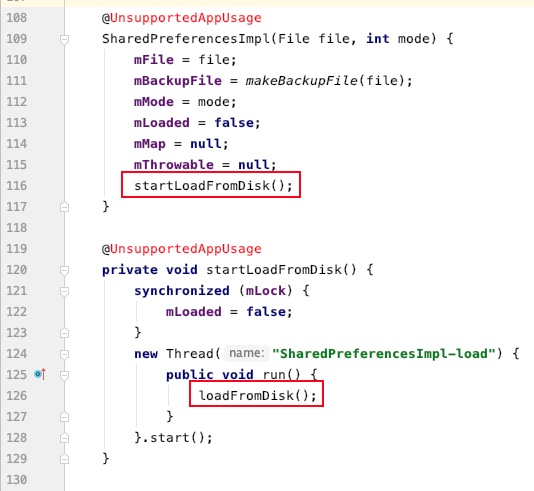 108 @UnsupportedAppUsage
109 SharedPreferencesImpl(File file, int mode) {
110 mFile = file;
111 mBackupFile = makeBackupFile(file);
112 mMode = mode;
113 mLoaded = false;
114 mMap = null;
115 mThrowable = null;
116 startLoadFromDisk();
117 }
118
119 @UnsupportedAppUsage
120 private void startLoadFromDisk() {
121 synchronized (mLock) {
122 mLoaded = false;
123 }
124 new Thread( name: "SharedPreferencesImpl-load") {
125 public void run() {
126 loadFromDisk();
127 }
128 }.start();
129 }
130